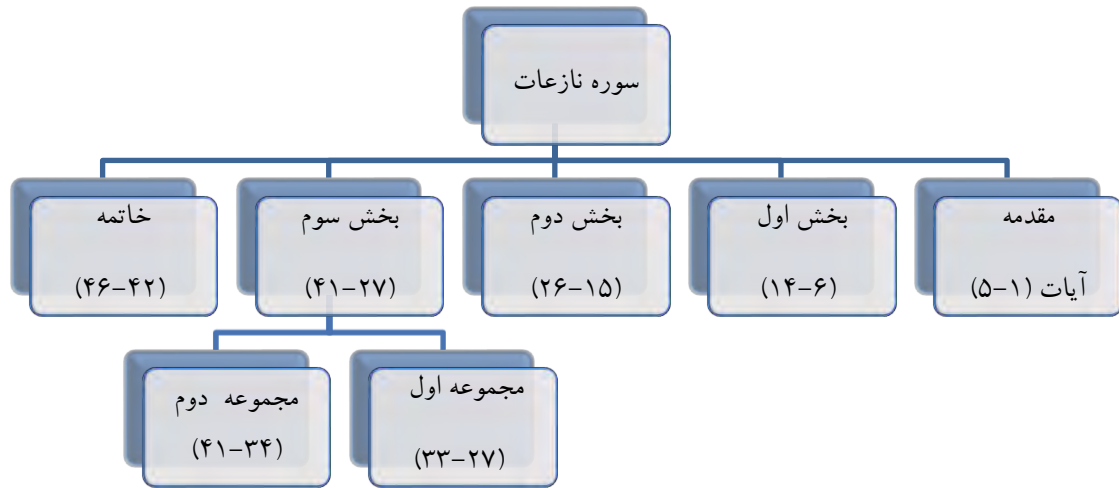 سوره نازعات
مقدمه
آیات (۱-۵)
بخش اول
(۶-۱۴)
بخش دوم
(۱۵-۲۶)
بخش سوم
(۲۷-۴۱)
خاتمه
(۴۲-۴۶)
مجموعه اول
(۲۷-۳۳)
مجموعه دوم
(۳۴-۴۱)